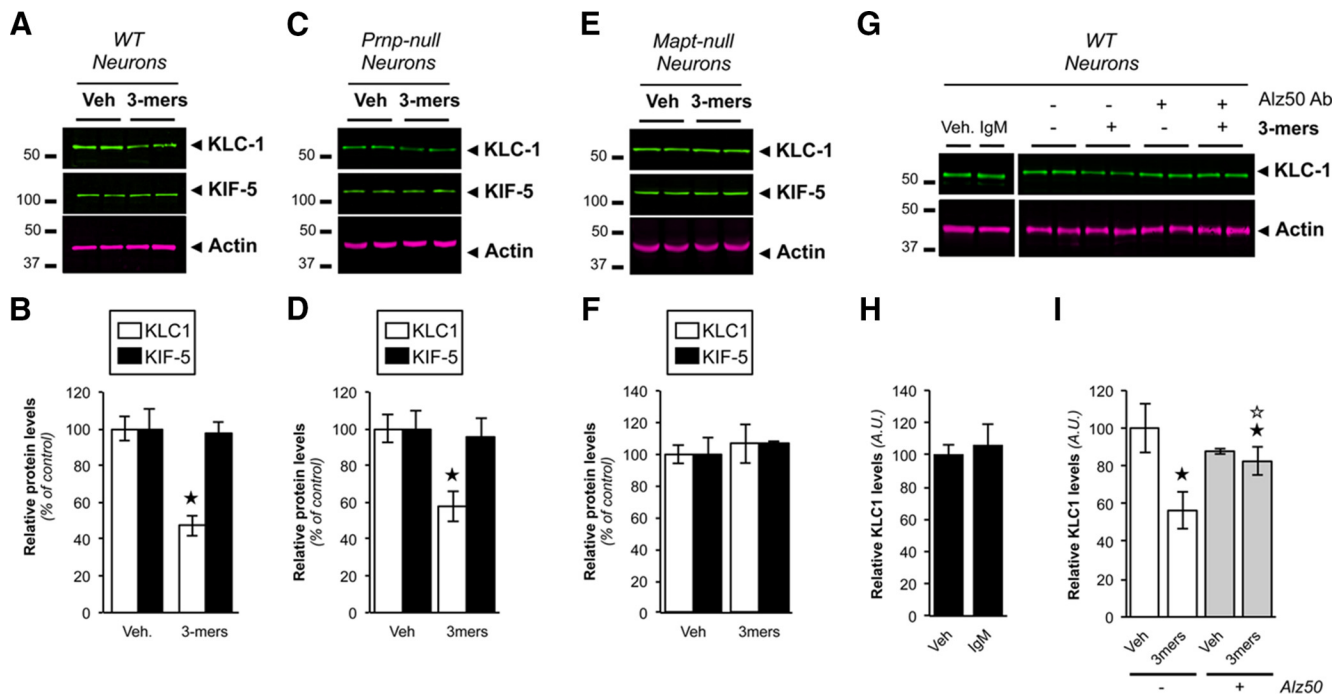 A
WT
Neurons
Veh 3-mers
50
KLC-1
100
KIF-5
50
37
Actin
B
KLC1
KIF-5
Relative protein levels
(% of control)
120
100
80
60
40
20
0
★
Veh. 3-mers
C
Prnp-null
Neurons
Veh 3-mers
50
KLC-1
100
KIF-5
50
37
Actin
D
KLC1
KIF-5
Relative protein levels
(% of control)
120
100
80
60
40
20
0
★
Veh 3mers
E
Mapt-null
Neurons
Veh 3-mers
50
KLC-1
100
KIF-5
50
37
Actin
F
KLC1
KIF-5
Relative protein levels
(% of control)
140
120
100
80
60
40
20
0
Veh 3mers
G
WT
Neurons
- - + + Alz50 Ab
Veh. IgM - + - + 3-mers
50
KLC-1
50
37
Actin
H
Relative KLC1 levels (A.U.)
140
120
100
80
60
40
20
0
Veh IgM
I
Relative KLC1 levels (A.U.)
120
100
80
60
40
20
0
★
☆
★
Veh 3mers Veh 3mers
- + Alz50